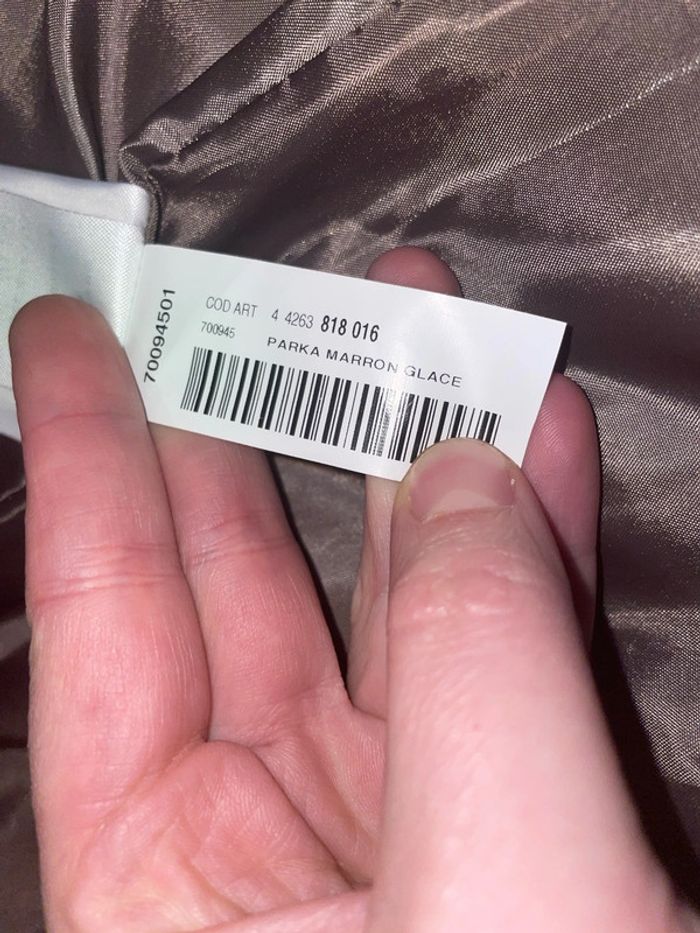 70094501
COD ART 4 4263 818 016
700945
PARKA MARRON GLACE